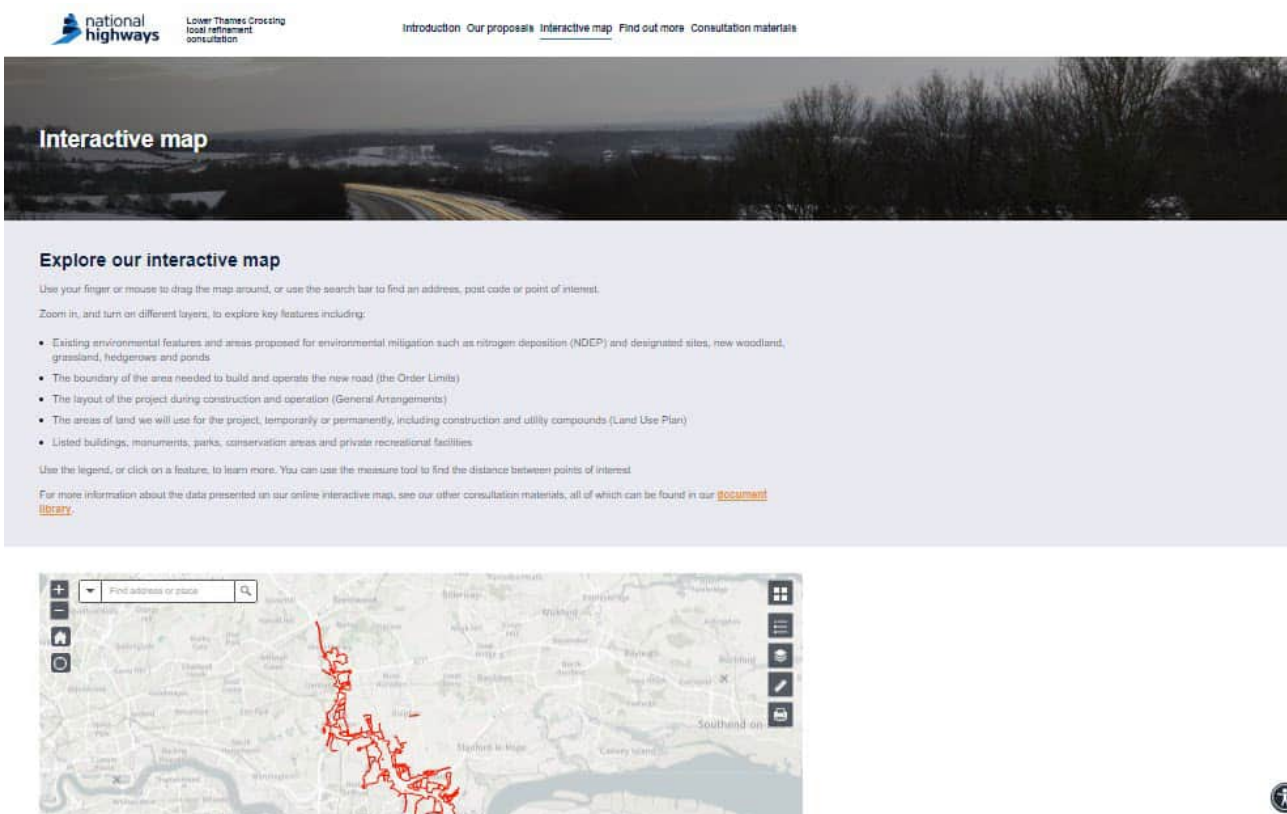 national
highways
Lower Thames Crossing
local refinement
consultation
Introduction Our proposals Interactive map Find out more Consultation materials
Interactive map
Explore our interactive map
Use your finger or mouse to drag the map around, or use the search bar to find an address, post code or point of interest.
Zoom in, and turn on different layers, to explore key features including:
• Existing environmental features and areas proposed for environmental mitigation such as nitrogen deposition (NDEP) and designated sites, new woodland,
grassland, hedgerows and ponds
• The boundary of the area needed to build and operate the new road (the Order Limits)
• The layout of the project during construction and operation (General Arrangements)
• The areas of land we will use for the project, temporarily or permanently, including construction and utility compounds (Land Use Plan)
• Listed buildings, monuments, parks, conservation areas and private recreational facilities
Use the legend, or click on a feature, to learn more. You can use the measure tool to find the distance between points of interest
For more information about the data presented on our online interactive map, see our other consultation materials, all of which can be found in our document
library.
Find address or place
Brentwood
Billericay
Wickford
Rayleigh
Rochford
Basildon
Southend on
Stanford le Hope
Canvey Island